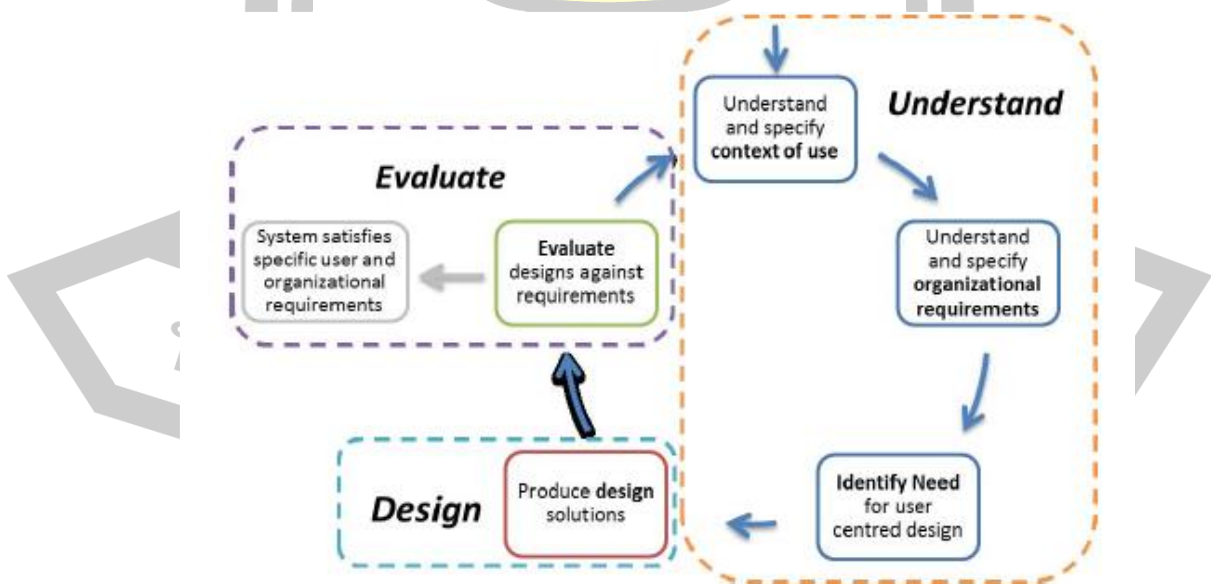 Understand
Understand
and specify
context of use
Evaluate
System satisfies
specific user and
organizational
requirements
Evaluate
designs against
requirements
Understand
and specify
organizational
requirements
Design
Produce design
solutions
Identify Need
for user
centred design